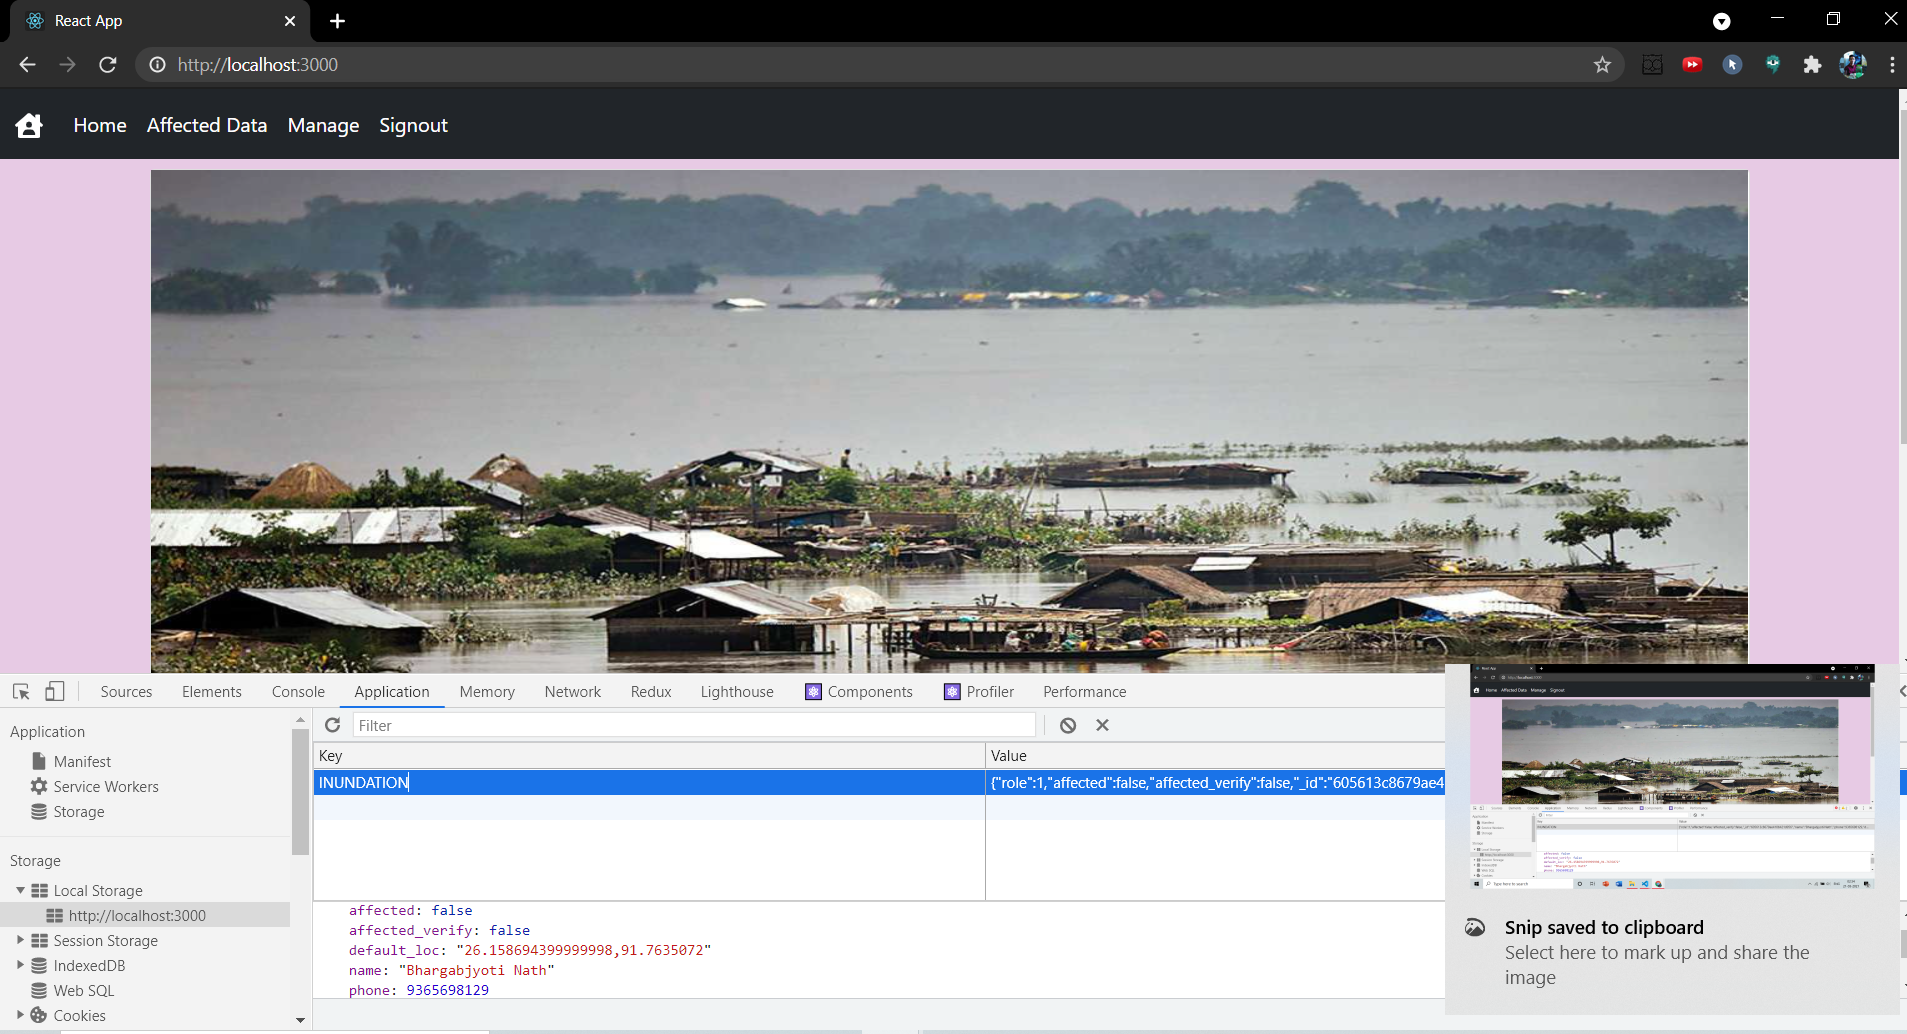 React App
http://localhost:3000
Home Affected Data Manage Signout
Sources Elements Console Application Memory Network Redux Lighthouse Components Profiler Performance
Application
Manifest
Service Workers
Storage
Storage
Local Storage
http://localhost:3000
Session Storage
IndexedDB
Web SQL
Cookies
Filter
Key Value
INUNDATION {"role":1,"affected":false,"affected_verify":false,"_id":"605613c8679ae4
affected: false
affected_verify: false
default_loc: "26.158694399999998,91.7635072"
name: "Bhargabjyoti Nath"
phone: 9365698129
Snip saved to clipboard
Select here to mark up and share the
image